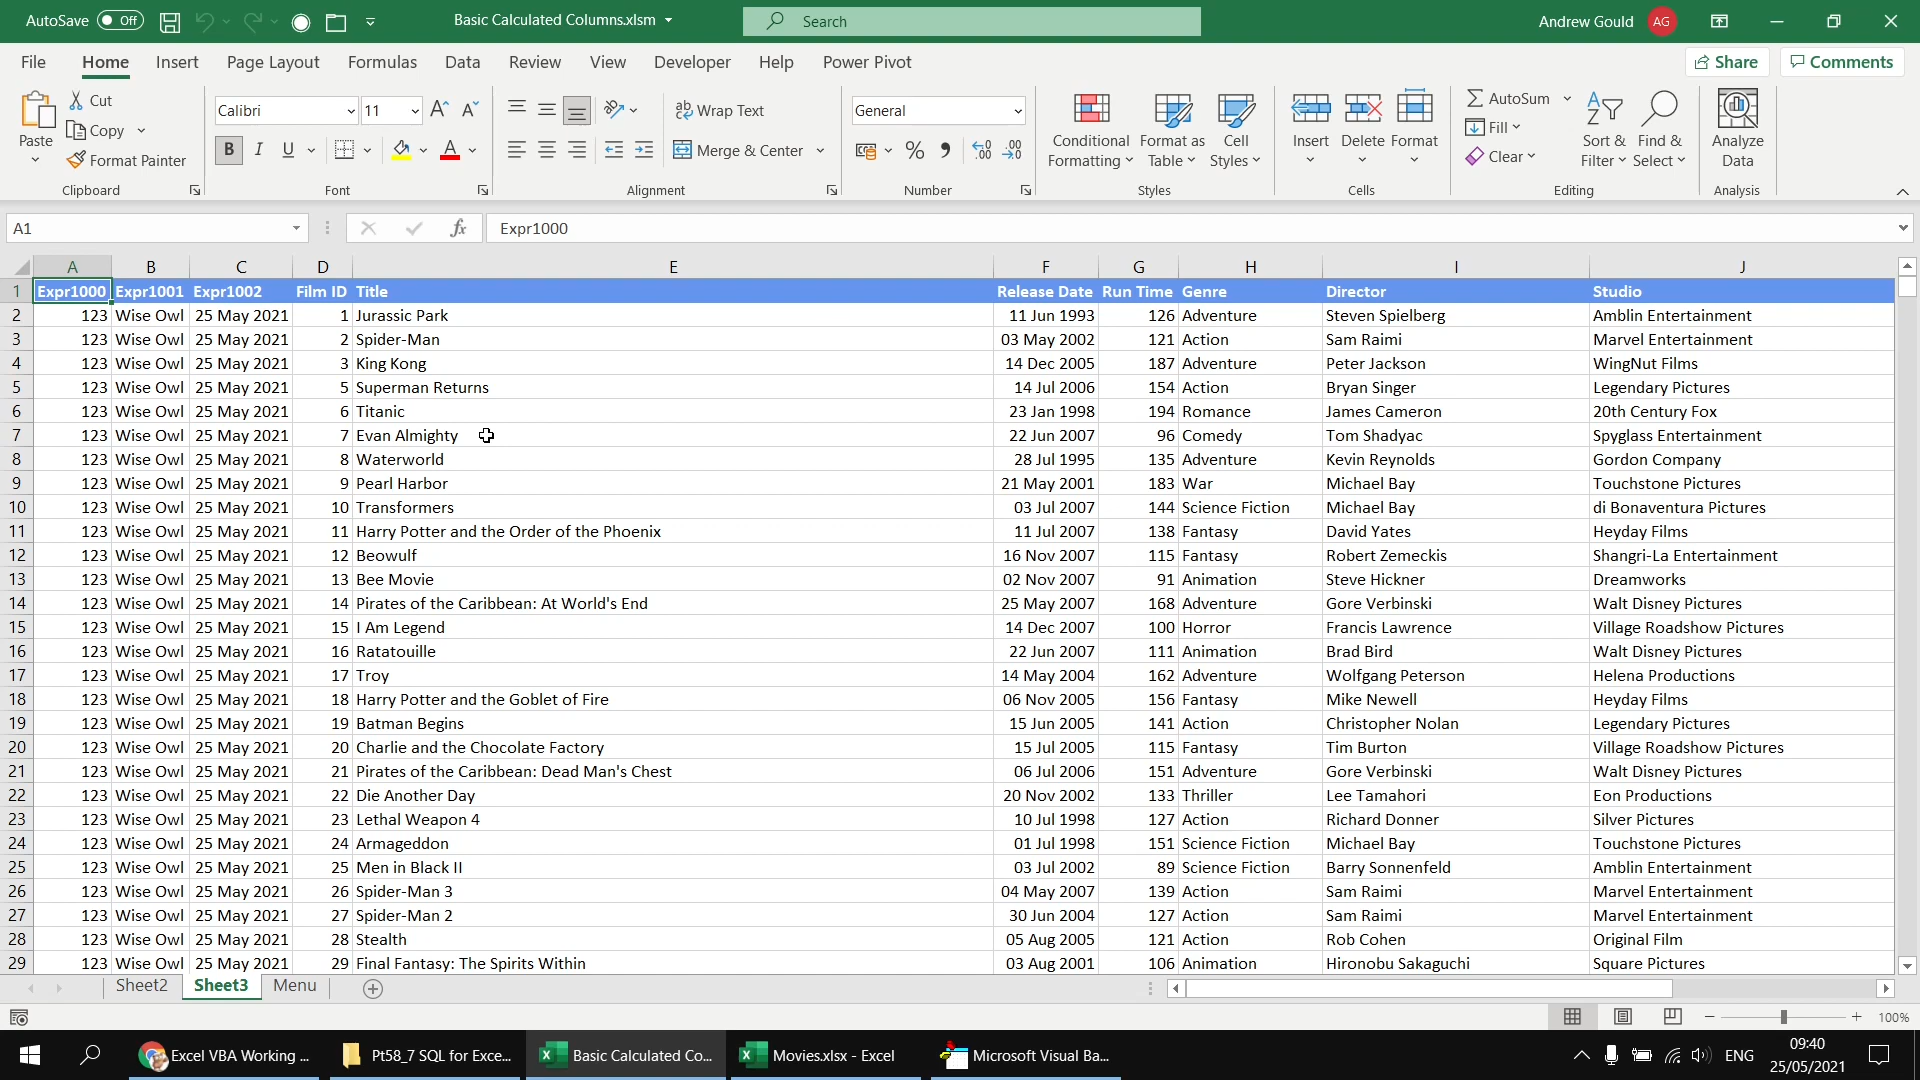 AutoSave Off Basic Calculated Columns.xlsm Search Andrew Gould AG
File Home Insert Page Layout Formulas Data Review View Developer Help Power Pivot Share Comments
Paste Cut Copy Format Painter Clipboard
Calibri 11 B I U A Font
Wrap Text Merge & Center Alignment
General % Number
Conditional Formatting Format as Table Cell Styles Styles
Insert Delete Format Cells
AutoSum Fill Clear Sort & Filter Find & Select Editing
Analyze Data Analysis
A1 fx Expr1000
A B C D E F G H I J
1 Expr1000 Expr1001 Expr1002 Film ID Title Release Date Run Time Genre Director Studio
2 123 Wise Owl 25 May 2021 1 Jurassic Park 11 Jun 1993 126 Adventure Steven Spielberg Amblin Entertainment
3 123 Wise Owl 25 May 2021 2 Spider-Man 03 May 2002 121 Action Sam Raimi Marvel Entertainment
4 123 Wise Owl 25 May 2021 3 King Kong 14 Dec 2005 187 Adventure Peter Jackson WingNut Films
5 123 Wise Owl 25 May 2021 5 Superman Returns 14 Jul 2006 154 Action Bryan Singer Legendary Pictures
6 123 Wise Owl 25 May 2021 6 Titanic 23 Jan 1998 194 Romance James Cameron 20th Century Fox
7 123 Wise Owl 25 May 2021 7 Evan Almighty 22 Jun 2007 96 Comedy Tom Shadyac Spyglass Entertainment
8 123 Wise Owl 25 May 2021 8 Waterworld 28 Jul 1995 135 Adventure Kevin Reynolds Gordon Company
9 123 Wise Owl 25 May 2021 9 Pearl Harbor 21 May 2001 183 War Michael Bay Touchstone Pictures
10 123 Wise Owl 25 May 2021 10 Transformers 03 Jul 2007 144 Science Fiction Michael Bay di Bonaventura Pictures
11 123 Wise Owl 25 May 2021 11 Harry Potter and the Order of the Phoenix 11 Jul 2007 138 Fantasy David Yates Heyday Films
12 123 Wise Owl 25 May 2021 12 Beowulf 16 Nov 2007 115 Fantasy Robert Zemeckis Shangri-La Entertainment
13 123 Wise Owl 25 May 2021 13 Bee Movie 02 Nov 2007 91 Animation Steve Hickner Dreamworks
14 123 Wise Owl 25 May 2021 14 Pirates of the Caribbean: At World's End 25 May 2007 168 Adventure Gore Verbinski Walt Disney Pictures
15 123 Wise Owl 25 May 2021 15 I Am Legend 14 Dec 2007 100 Horror Francis Lawrence Village Roadshow Pictures
16 123 Wise Owl 25 May 2021 16 Ratatouille 22 Jun 2007 111 Animation Brad Bird Walt Disney Pictures
17 123 Wise Owl 25 May 2021 17 Troy 14 May 2004 162 Adventure Wolfgang Peterson Helena Productions
18 123 Wise Owl 25 May 2021 18 Harry Potter and the Goblet of Fire 06 Nov 2005 156 Fantasy Mike Newell Heyday Films
19 123 Wise Owl 25 May 2021 19 Batman Begins 15 Jun 2005 141 Action Christopher Nolan Legendary Pictures
20 123 Wise Owl 25 May 2021 20 Charlie and the Chocolate Factory 15 Jul 2005 115 Fantasy Tim Burton Village Roadshow Pictures
21 123 Wise Owl 25 May 2021 21 Pirates of the Caribbean: Dead Man's Chest 06 Jul 2006 151 Adventure Gore Verbinski Walt Disney Pictures
22 123 Wise Owl 25 May 2021 22 Die Another Day 20 Nov 2002 133 Thriller Lee Tamahori Eon Productions
23 123 Wise Owl 25 May 2021 23 Lethal Weapon 4 10 Jul 1998 127 Action Richard Donner Silver Pictures
24 123 Wise Owl 25 May 2021 24 Armageddon 01 Jul 1998 151 Science Fiction Michael Bay Touchstone Pictures
25 123 Wise Owl 25 May 2021 25 Men in Black II 03 Jul 2002 89 Science Fiction Barry Sonnenfeld Amblin Entertainment
26 123 Wise Owl 25 May 2021 26 Spider-Man 3 04 May 2007 139 Action Sam Raimi Marvel Entertainment
27 123 Wise Owl 25 May 2021 27 Spider-Man 2 30 Jun 2004 127 Action Sam Raimi Marvel Entertainment
28 123 Wise Owl 25 May 2021 28 Stealth 05 Aug 2005 121 Action Rob Cohen Original Film
29 123 Wise Owl 25 May 2021 29 Final Fantasy: The Spirits Within 03 Aug 2001 106 Animation Hironobu Sakaguchi Square Pictures
Sheet2 Sheet3 Menu
100%
Excel VBA Working ... Pt58_7 SQL for Exce... Basic Calculated Co... Movies.xlsx - Excel Microsoft Visual Ba... ENG 09:40
25/05/2021